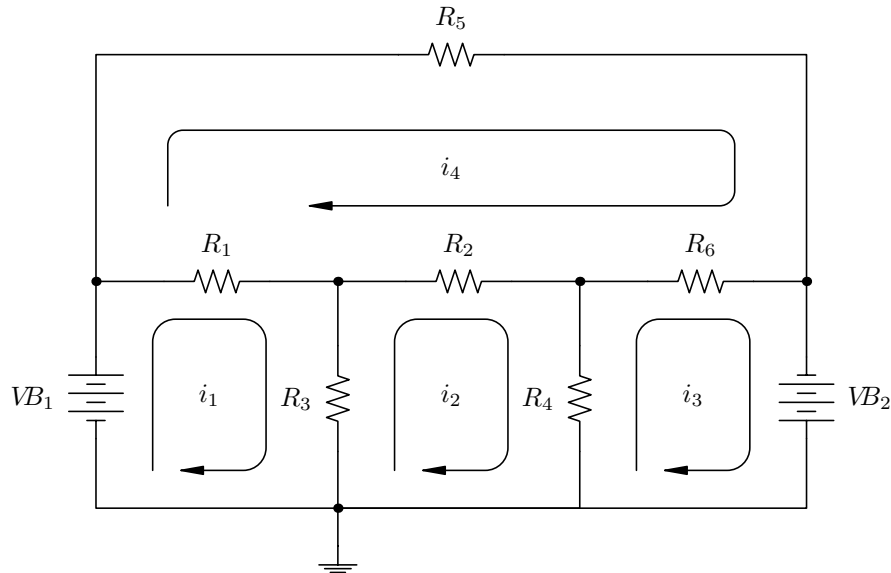 R₅
i₄
R₁ R₂ R₆
VB₁ i₁ R₃ i₂ R₄ i₃ VB₂